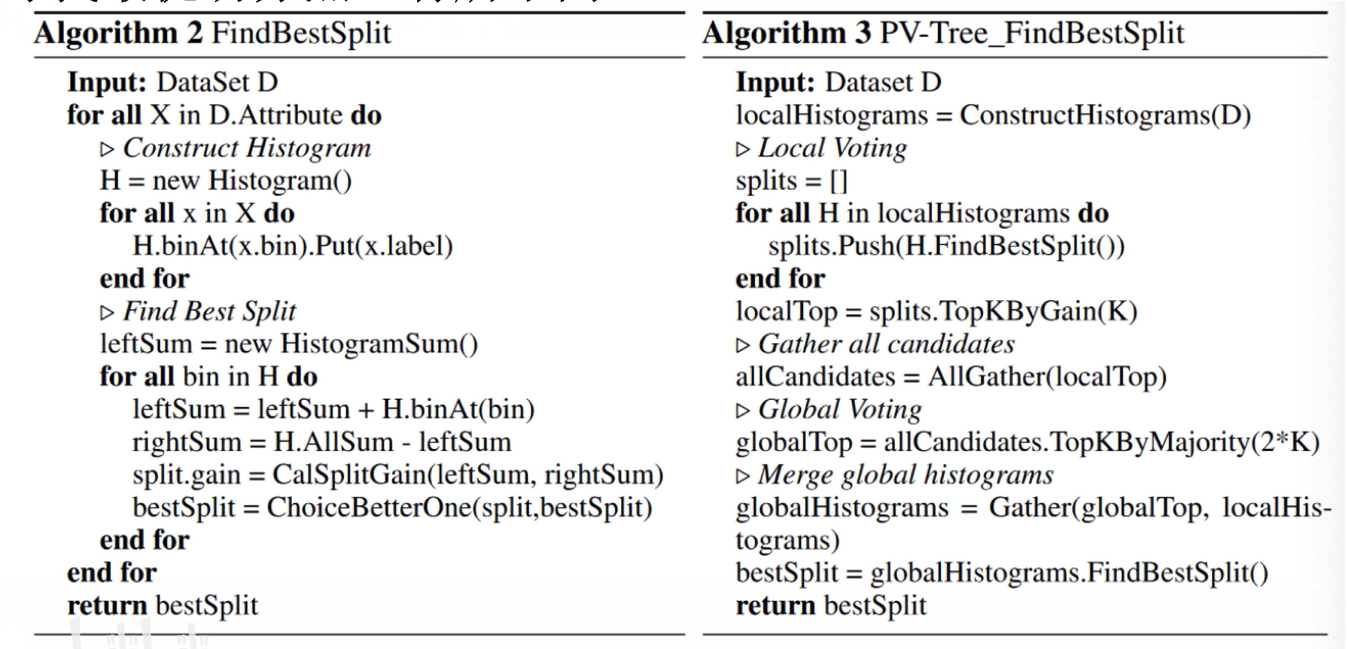 Algorithm 2 FindBestSplit
Input: DataSet D
for all X in D.Attribute do
▷ Construct Histogram
H = new Histogram()
for all x in X do
H.binAt(x.bin).Put(x.label)
end for
▷ Find Best Split
leftSum = new HistogramSum()
for all bin in H do
leftSum = leftSum + H.binAt(bin)
rightSum = H.AllSum - leftSum
split.gain = CalSplitGain(leftSum, rightSum)
bestSplit = ChoiceBetterOne(split,bestSplit)
end for
end for
return bestSplit
Algorithm 3 PV-Tree_FindBestSplit
Input: Dataset D
localHistograms = ConstructHistograms(D)
▷ Local Voting
splits = []
for all H in localHistograms do
splits.Push(H.FindBestSplit())
end for
localTop = splits.TopKByGain(K)
▷ Gather all candidates
allCandidates = AllGather(localTop)
▷ Global Voting
globalTop = allCandidates.TopKByMajority(2*K)
▷ Merge global histograms
globalHistograms = Gather(globalTop, localHis-
tograms)
bestSplit = globalHistograms.FindBestSplit()
return bestSplit